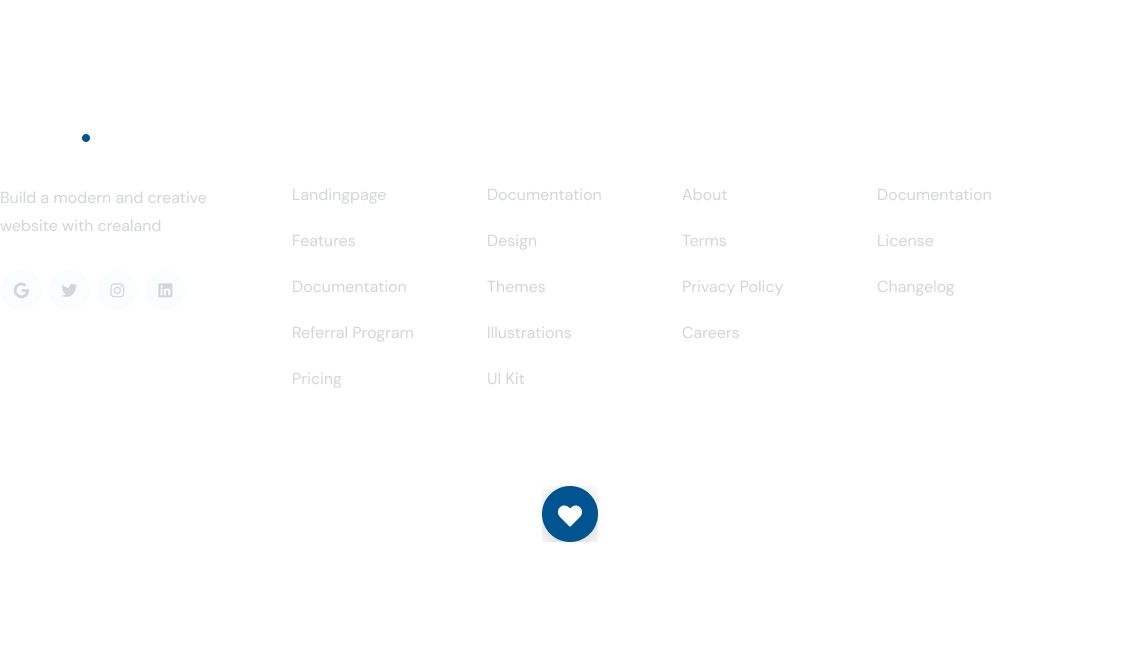 Build a modern and creative
website with crealand
Landingpage
Features
Documentation
Referral Program
Pricing
Documentation
Design
Themes
Illustrations
UI Kit
About
Terms
Privacy Policy
Careers
Documentation
License
Changelog